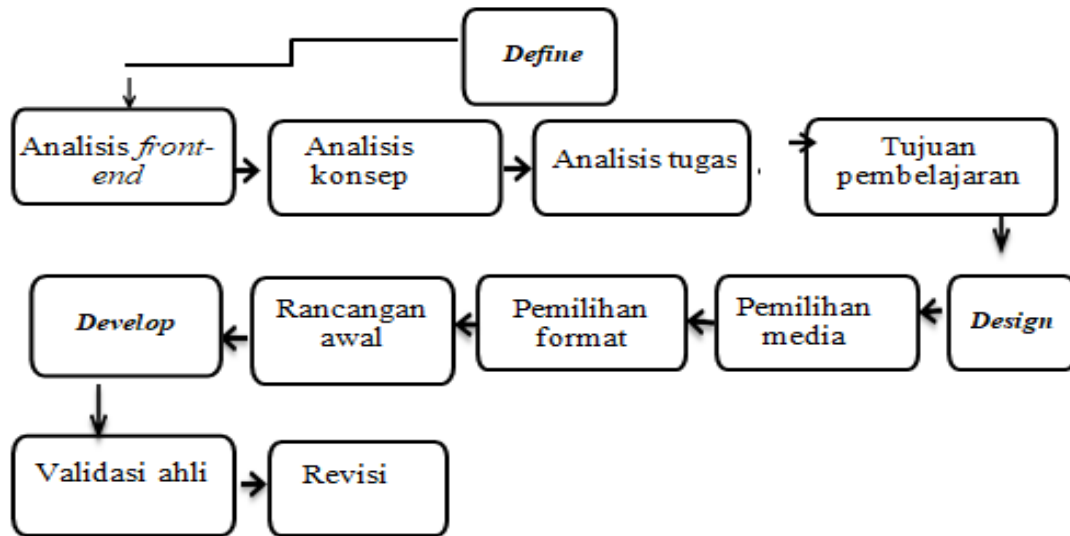 Define
Analisis front-
end
Analisis
konsep
Analisis tugas
Tujuan
pembelajaran
Design
Pemilihan
media
Pemilihan
format
Rancangan
awal
Develop
Validasi ahli
Revisi